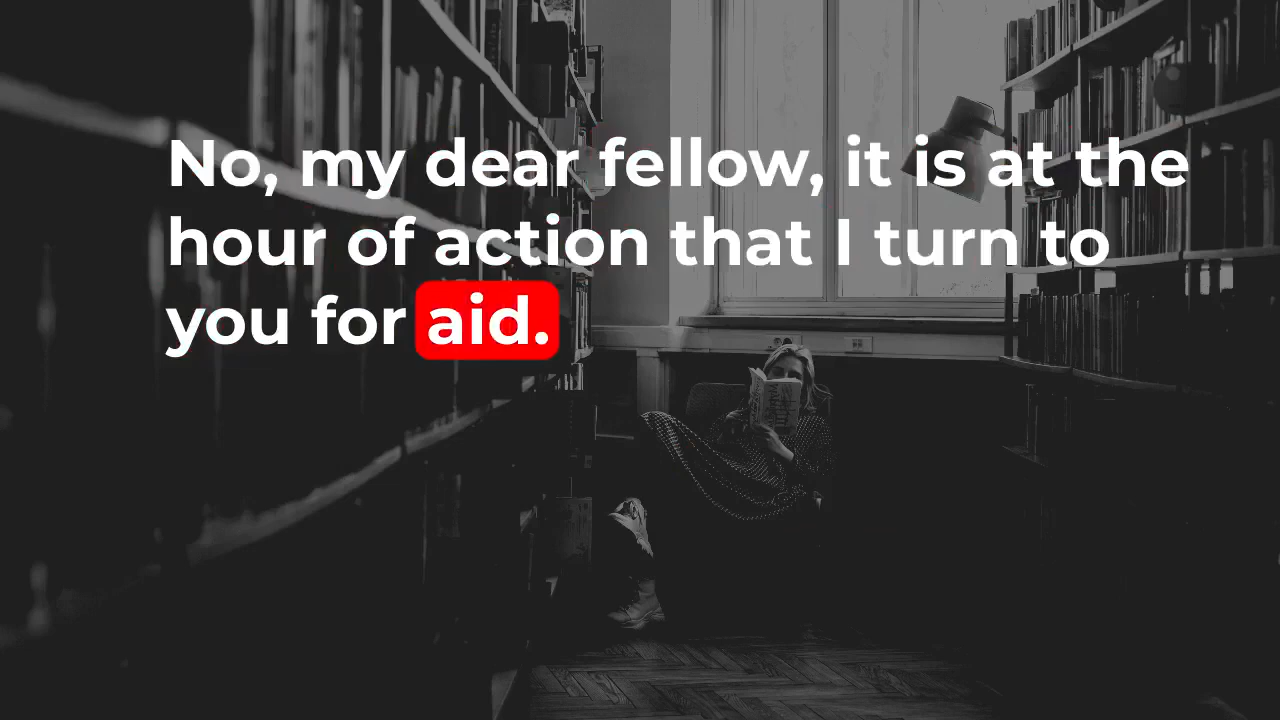 No, my dear fellow, it is at the
hour of action that I turn to
you for aid.